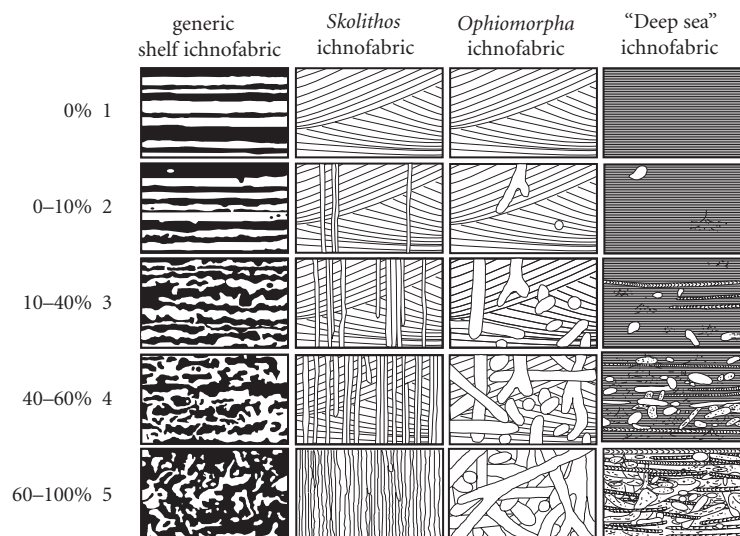 generic
shelf ichnofabric
Skolithos
ichnofabric
Ophiomorpha
ichnofabric
“Deep sea”
ichnofabric
0% 1
0–10% 2
10–40% 3
40–60% 4
60–100% 5